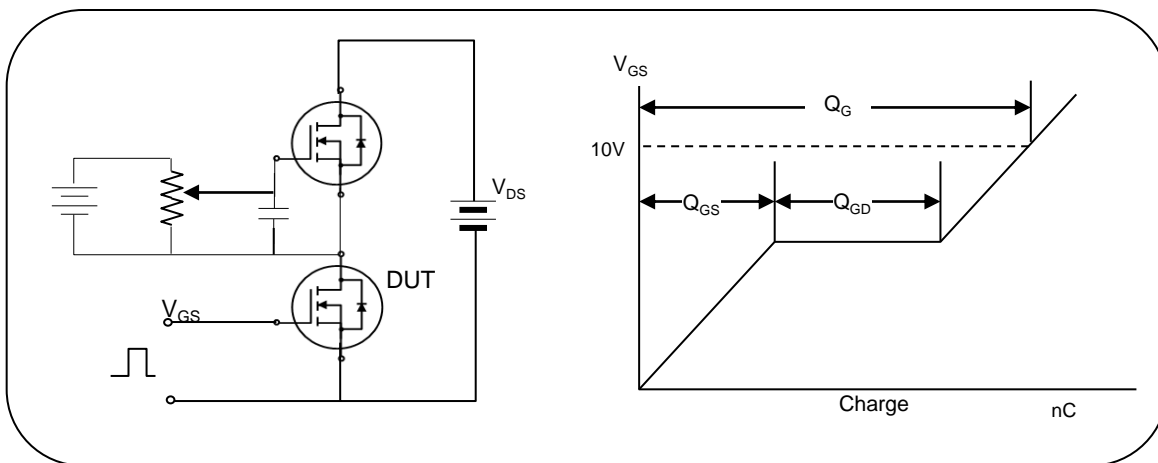 V_DS
DUT
V_GS
V_GS
Q_G
10V
Q_GS
Q_GD
Charge
nC